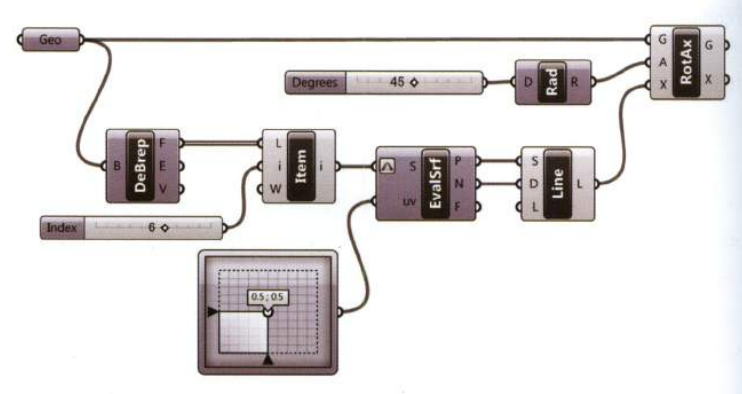 Geo
G
A
X
RotAx
G
X
Degrees
45
D
Rad
R
B
DeBrep
F
E
V
L
i
W
Item
i
S
uv
EvalSrf
P
N
F
S
D
L
Line
L
Index
6
0.5 ; 0.5